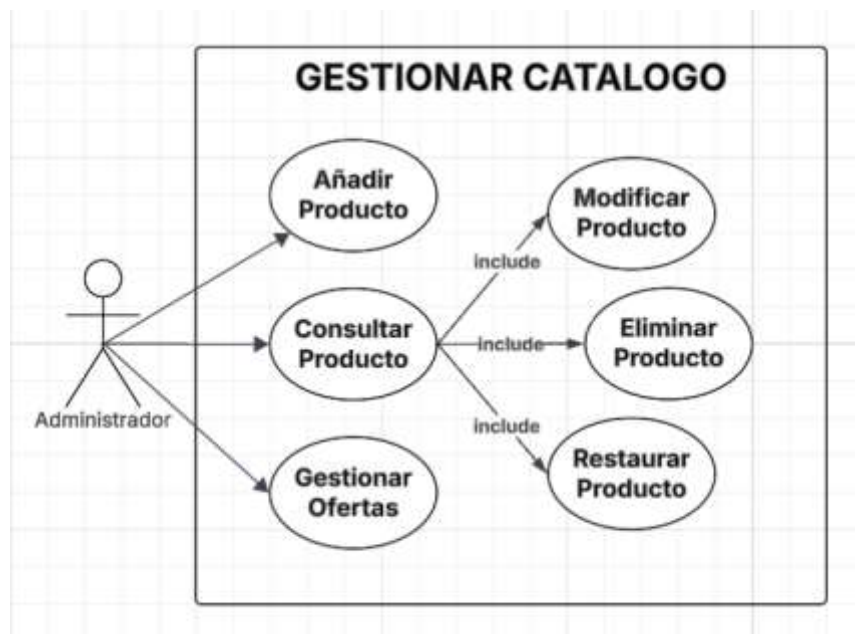 GESTIONAR CATALOGO
Añadir
Producto
Modificar
Producto
include
Consultar
Producto
include
Eliminar
Producto
Administrador
include
Gestionar
Ofertas
Restaurar
Producto